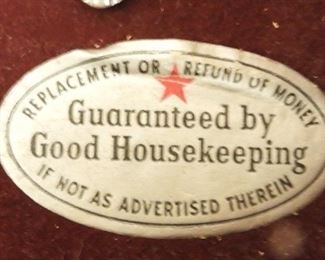 REPLACEMENT OR REFUND OF MONEY
Guaranteed by
Good Housekeeping
IF NOT AS ADVERTISED THEREIN